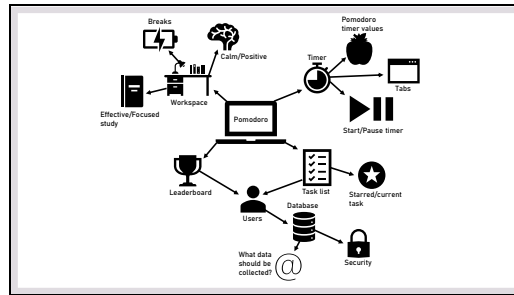 Breaks
Calm/Positive
Workspace
Effective/Focused
study
Pomodoro
Pomodoro
timer values
Timer
Tabs
Start/Pause timer
Leaderboard
Users
Task list
Starred/current
task
Database
Security
What data
should be
collected?
@